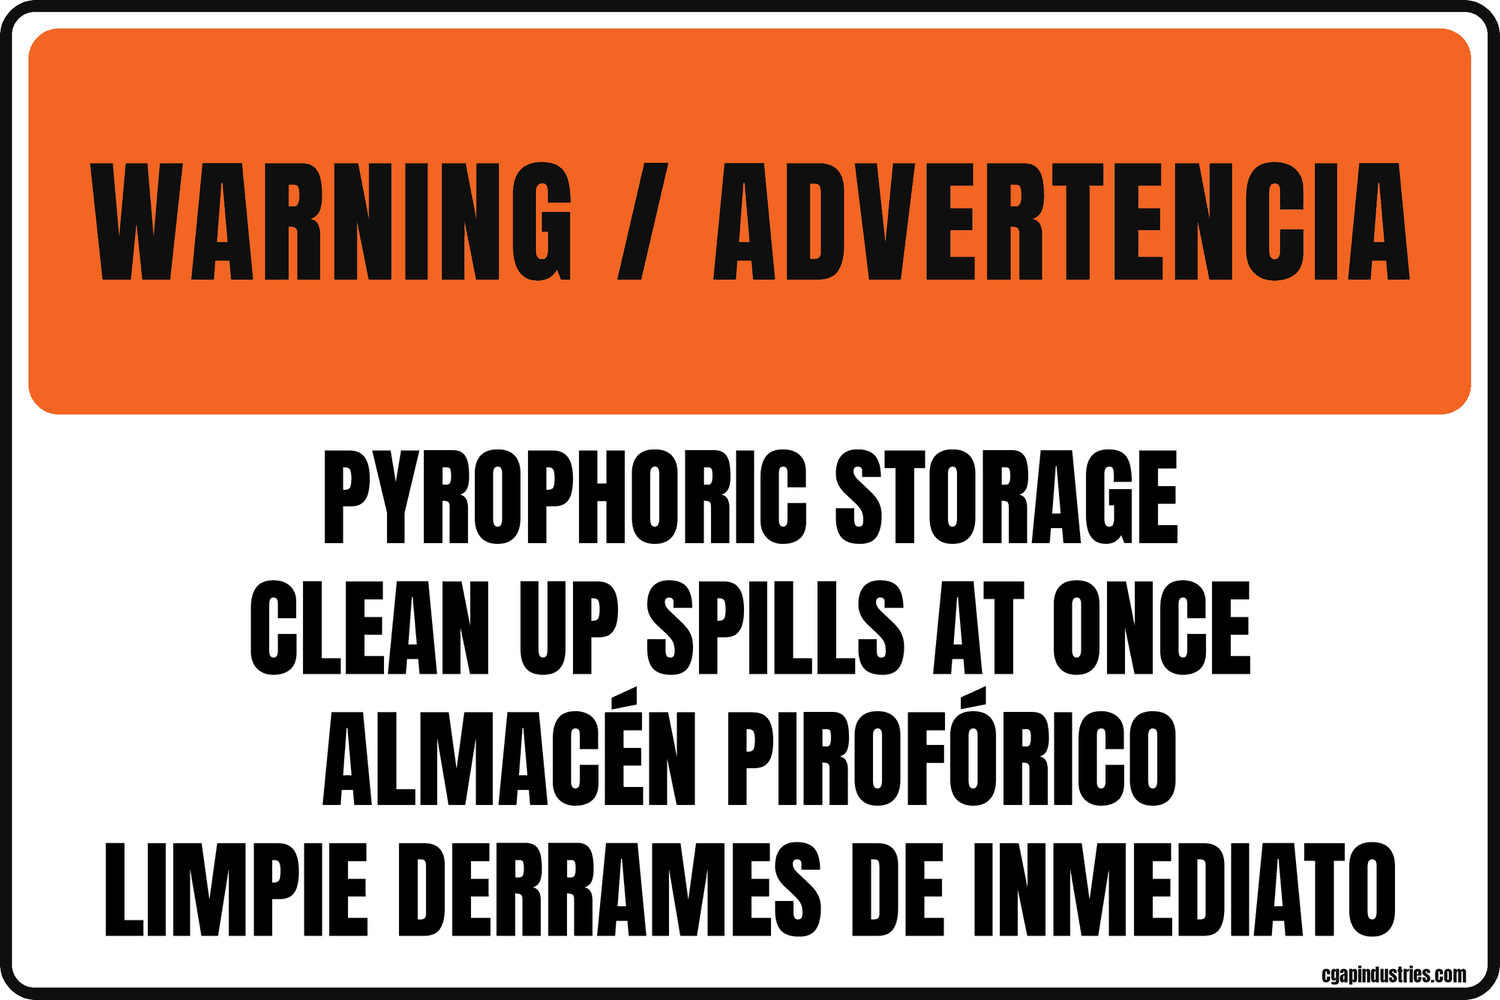 WARNING / ADVERTENCIA
PYROPHORIC STORAGE
CLEAN UP SPILLS AT ONCE
ALMACÉN PIROFÓRICO
LIMPIE DERRAMES DE INMEDIATO
cgapindustries.com